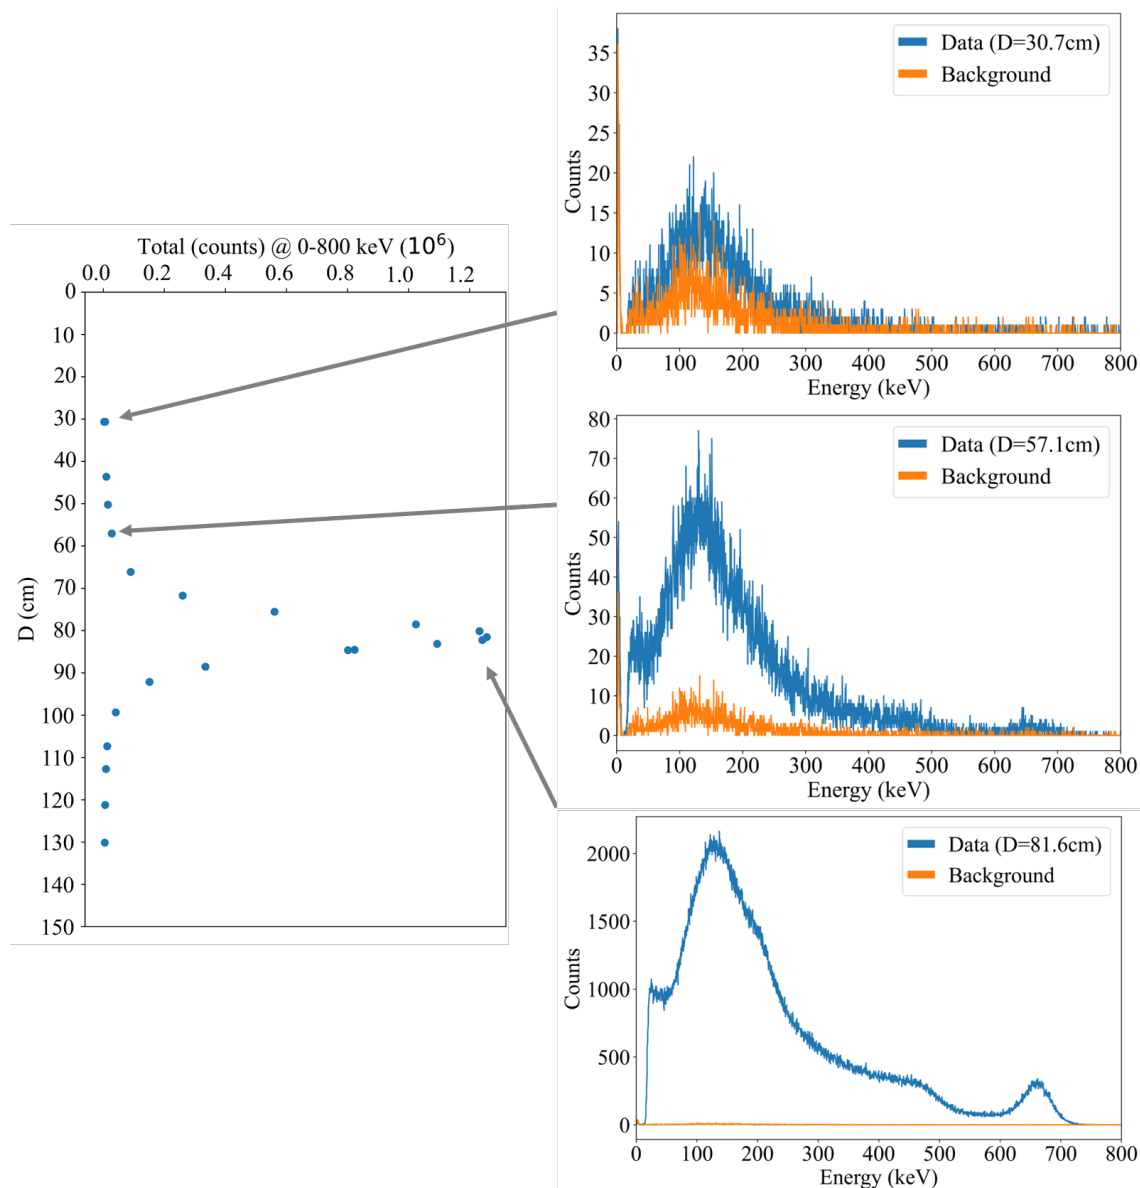 Total (counts) @ 0-800 keV (10⁶)
0.0 0.2 0.4 0.6 0.8 1.0 1.2
0
10
20
30
40
50
60
70
80
90
100
110
120
130
140
150
D (cm)
Data (D=30.7cm)
Background
35
30
25
20
15
10
5
0
Counts
0 100 200 300 400 500 600 700 800
Energy (keV)
Data (D=57.1cm)
Background
80
70
60
50
40
30
20
10
0
Counts
0 100 200 300 400 500 600 700 800
Energy (keV)
Data (D=81.6cm)
Background
2000
1500
1000
500
0
Counts
0 100 200 300 400 500 600 700 800
Energy (keV)